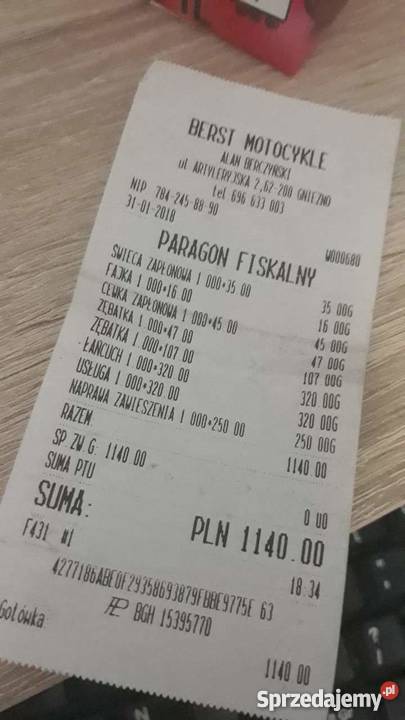 BERST MOTOCYKLE
ALAN BERCZYŃSKI
ul. ARTYLERYJSKA 2,62-200 GNIEZNO
tel. 696 633 003
NIP 784-245-88-90
31-01-2018 W000680
PARAGON FISKALNY
ŚWIECA ZAPŁONOWA 1 000*35 00 35 00G
FAJKA 1 000*16.00 16 00G
CEWKA ZAPŁONOWA 1 000*45 00 45 00G
ZĘBATKA 1 000*47 00 47 00G
ZĘBATKA 1 000*107.00 107 00G
ŁAŃCUCH 1 000*320.00 320 00G
USŁUGA 1 000*320.00 320 00G
NAPRAWA ZAWIESZENIA 1 000*250 00 250 00G
RAZEM: 1140 00
SP ZW G: 1140 00
SUMA PTU 0 00
SUMA: PLN 1140.00
F431 #1 18:34
4277186ABE0F29358693879FBBE9775E 63
BGH 15395770
Gotówka: 1140 00
Sprzedajemy.pl